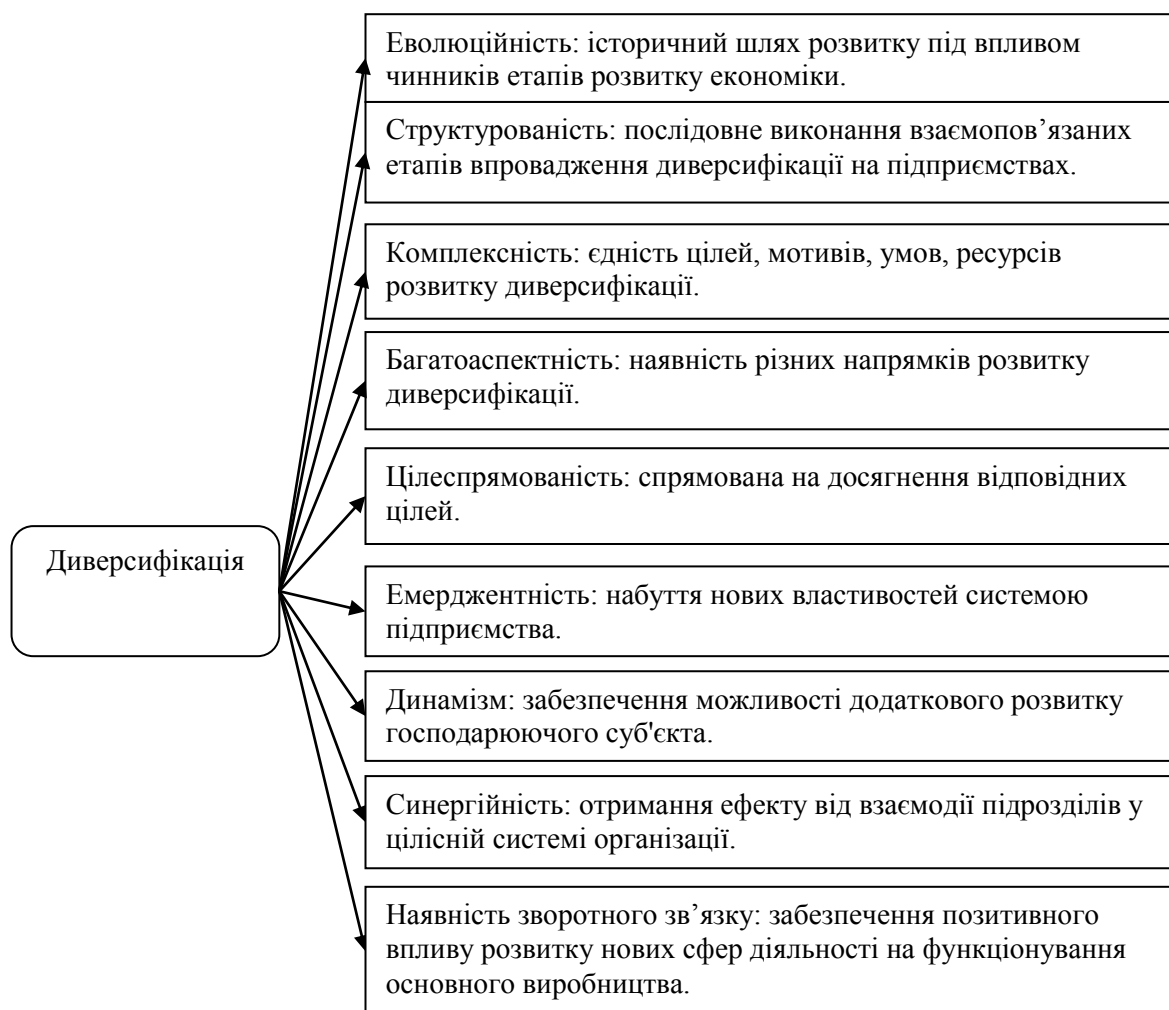 Еволюційність: історичний шлях розвитку під впливом
чинників етапів розвитку економіки.
Структурованість: послідовне виконання взаємопов’язаних
етапів впровадження диверсифікації на підприємствах.
Комплексність: єдність цілей, мотивів, умов, ресурсів
розвитку диверсифікації.
Багатоаспектність: наявність різних напрямків розвитку
диверсифікації.
Цілеспрямованість: спрямована на досягнення відповідних
цілей.
Диверсифікація
Емерджентність: набуття нових властивостей системою
підприємства.
Динамізм: забезпечення можливості додаткового розвитку
господарюючого суб'єкта.
Синергійність: отримання ефекту від взаємодії підрозділів у
цілісній системі організації.
Наявність зворотного зв’язку: забезпечення позитивного
впливу розвитку нових сфер діяльності на функціонування
основного виробництва.